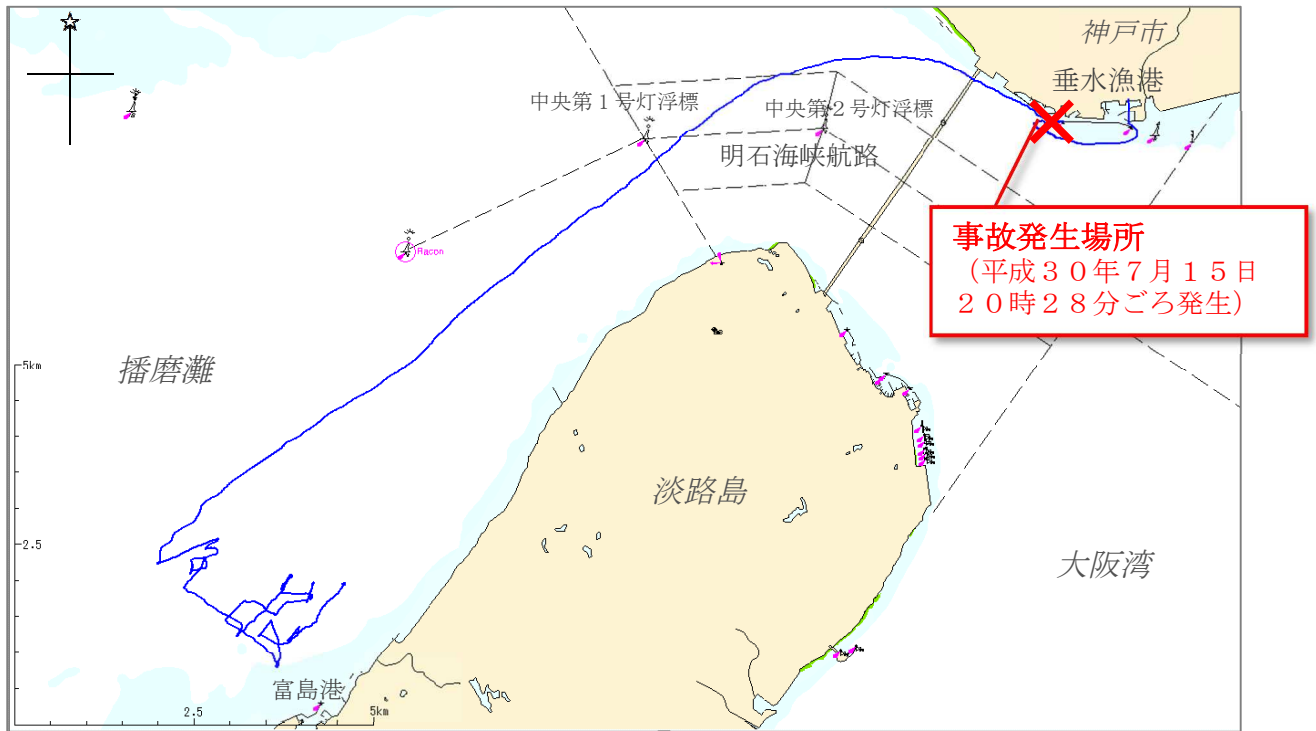 神戸市
垂水漁港
中央第１号灯浮標
中央第２号灯浮標
明石海峡航路
Racon
事故発生場所
（平成３０年７月１５日
２０時２８分ごろ発生）
5km
播磨灘
淡路島
2.5
大阪湾
富島港
2.5
5km